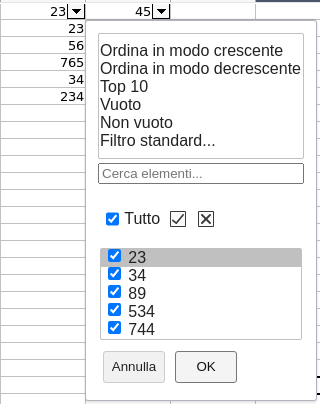 23 45
23
56
765
34
234
Ordina in modo crescente
Ordina in modo decrescente
Top 10
Vuoto
Non vuoto
Filtro standard...
Cerca elementi...
Tutto
23
34
89
534
744
Annulla OK